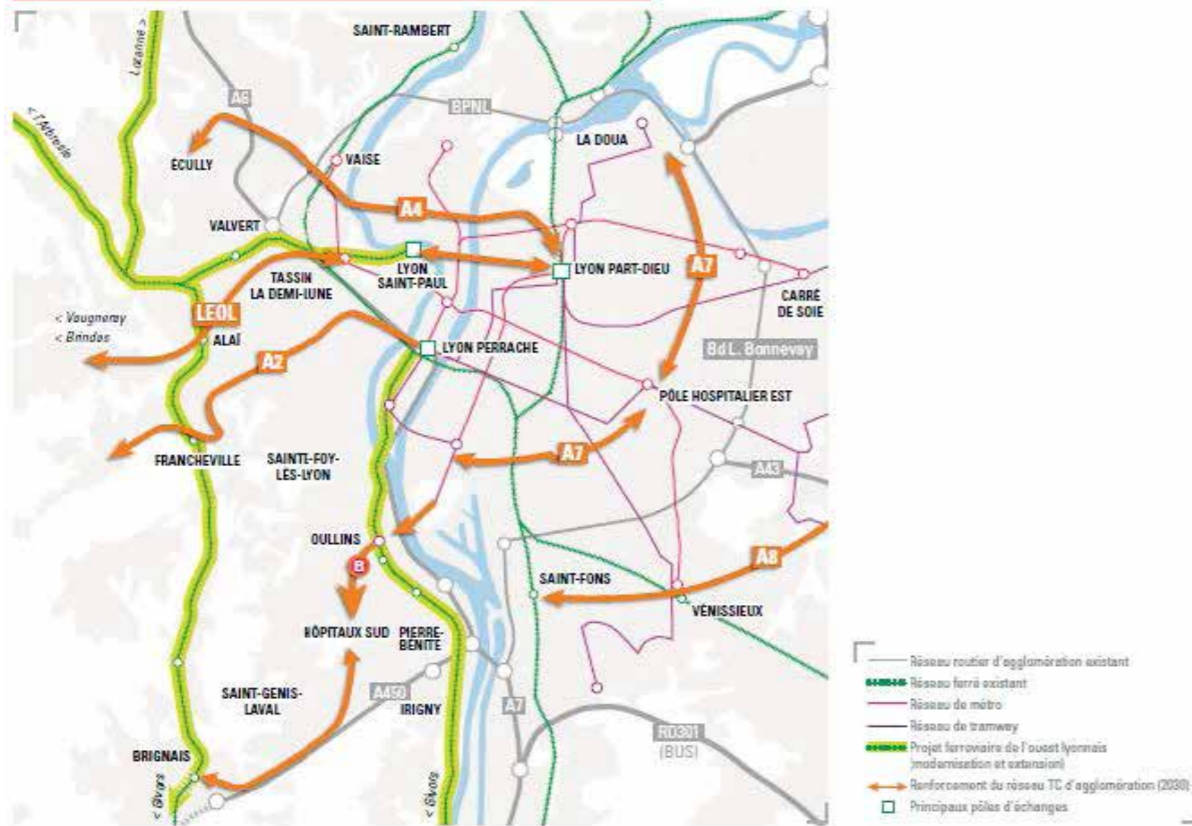 SAINT-RAMBERT
Lozanne >
A6
BPNL
< l'Arbresle
LA DOUA
ÉCULLY
VAISE
A4
VALVERT
LYON
SAINT-PAUL
LYON PART-DIEU
A7
TASSIN
LA DEMI-LUNE
CARRÉ
DE SOIE
LEOL
< Vaugneray
< Brindas
ALAÏ
A2
LYON PERRACHE
Bd L. Bonnevay
PÔLE HOSPITALIER EST
FRANCHEVILLE
SAINTE-FOY-
LÈS-LYON
A7
A43
OULLINS
B
SAINT-FONS
A8
VÉNISSIEUX
HÔPITAUX SUD
PIERRE-
BÉNITE
SAINT-GENIS-
LAVAL
A450
IRIGNY
A7
RD301
(BUS)
BRIGNAIS
< Givors
< Givors
Réseau routier d'agglomération existant
Réseau ferré existant
Réseau de métro
Réseau de tramway
Projet ferroviaire de l'ouest lyonnais
(modernisation et extension)
Renforcement du réseau TC d'agglomération (2030)
Principaux pôles d'échanges